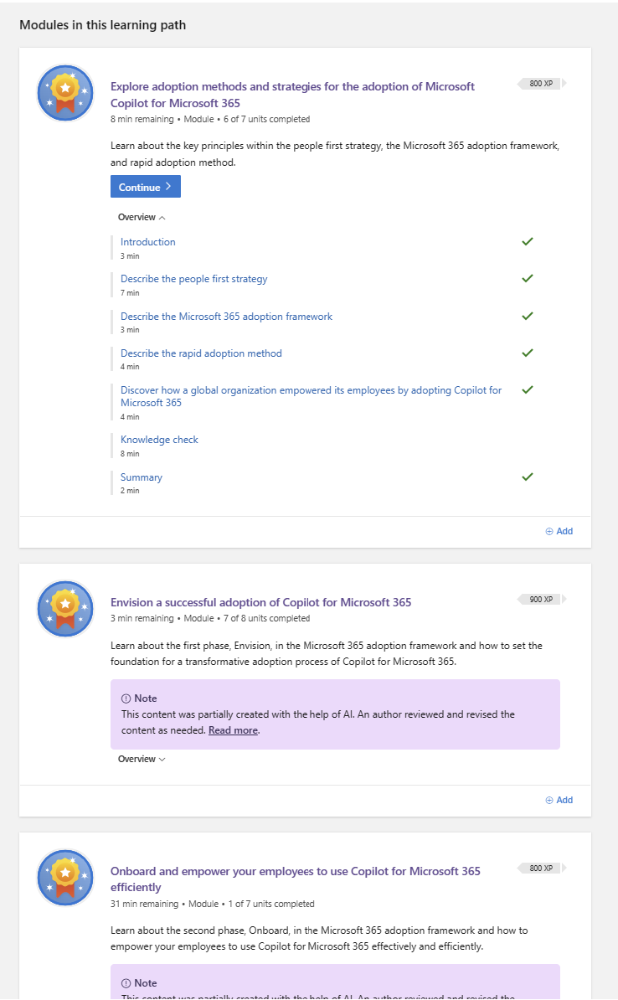 Modules in this learning path
Explore adoption methods and strategies for the adoption of Microsoft
Copilot for Microsoft 365
800 XP
8 min remaining • Module • 6 of 7 units completed
Learn about the key principles within the people first strategy, the Microsoft 365 adoption framework,
and rapid adoption method.
Continue
Overview
Introduction
3 min
Describe the people first strategy
7 min
Describe the Microsoft 365 adoption framework
3 min
Describe the rapid adoption method
4 min
Discover how a global organization empowered its employees by adopting Copilot for
Microsoft 365
4 min
Knowledge check
8 min
Summary
2 min
Add
Envision a successful adoption of Copilot for Microsoft 365
900 XP
3 min remaining • Module • 7 of 8 units completed
Learn about the first phase, Envision, in the Microsoft 365 adoption framework and how to set the
foundation for a transformative adoption process of Copilot for Microsoft 365.
Note
This content was partially created with the help of AI. An author reviewed and revised the
content as needed. Read more.
Overview
Add
Onboard and empower your employees to use Copilot for Microsoft 365
efficiently
800 XP
31 min remaining • Module • 1 of 7 units completed
Learn about the second phase, Onboard, in the Microsoft 365 adoption framework and how to
empower your employees to use Copilot for Microsoft 365 effectively and efficiently.
Note
This content was partially created with the help of AI. An author reviewed and revised the